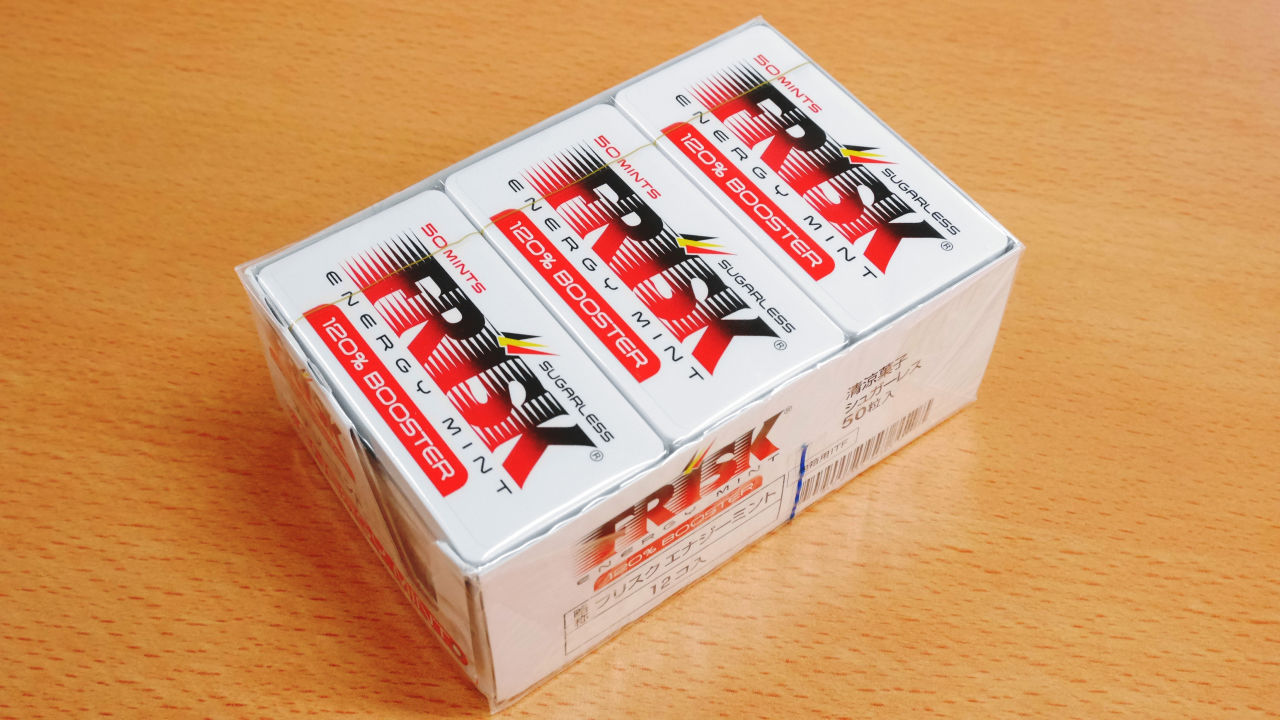 50 MINTS
FRISK
SUGARLESS
ENERGY MINT
120% BOOSTER
50 MINTS
FRISK
SUGARLESS
ENERGY MINT
120% BOOSTER
50 MINTS
FRISK®
SUGARLESS
ENERGY MINT
120% BOOSTER
FRISK®
ENERGY MINT
120% BOOSTER
略称 フリスク エナジーミント
12コ入
清涼菓子
シュガーレス
50粒入